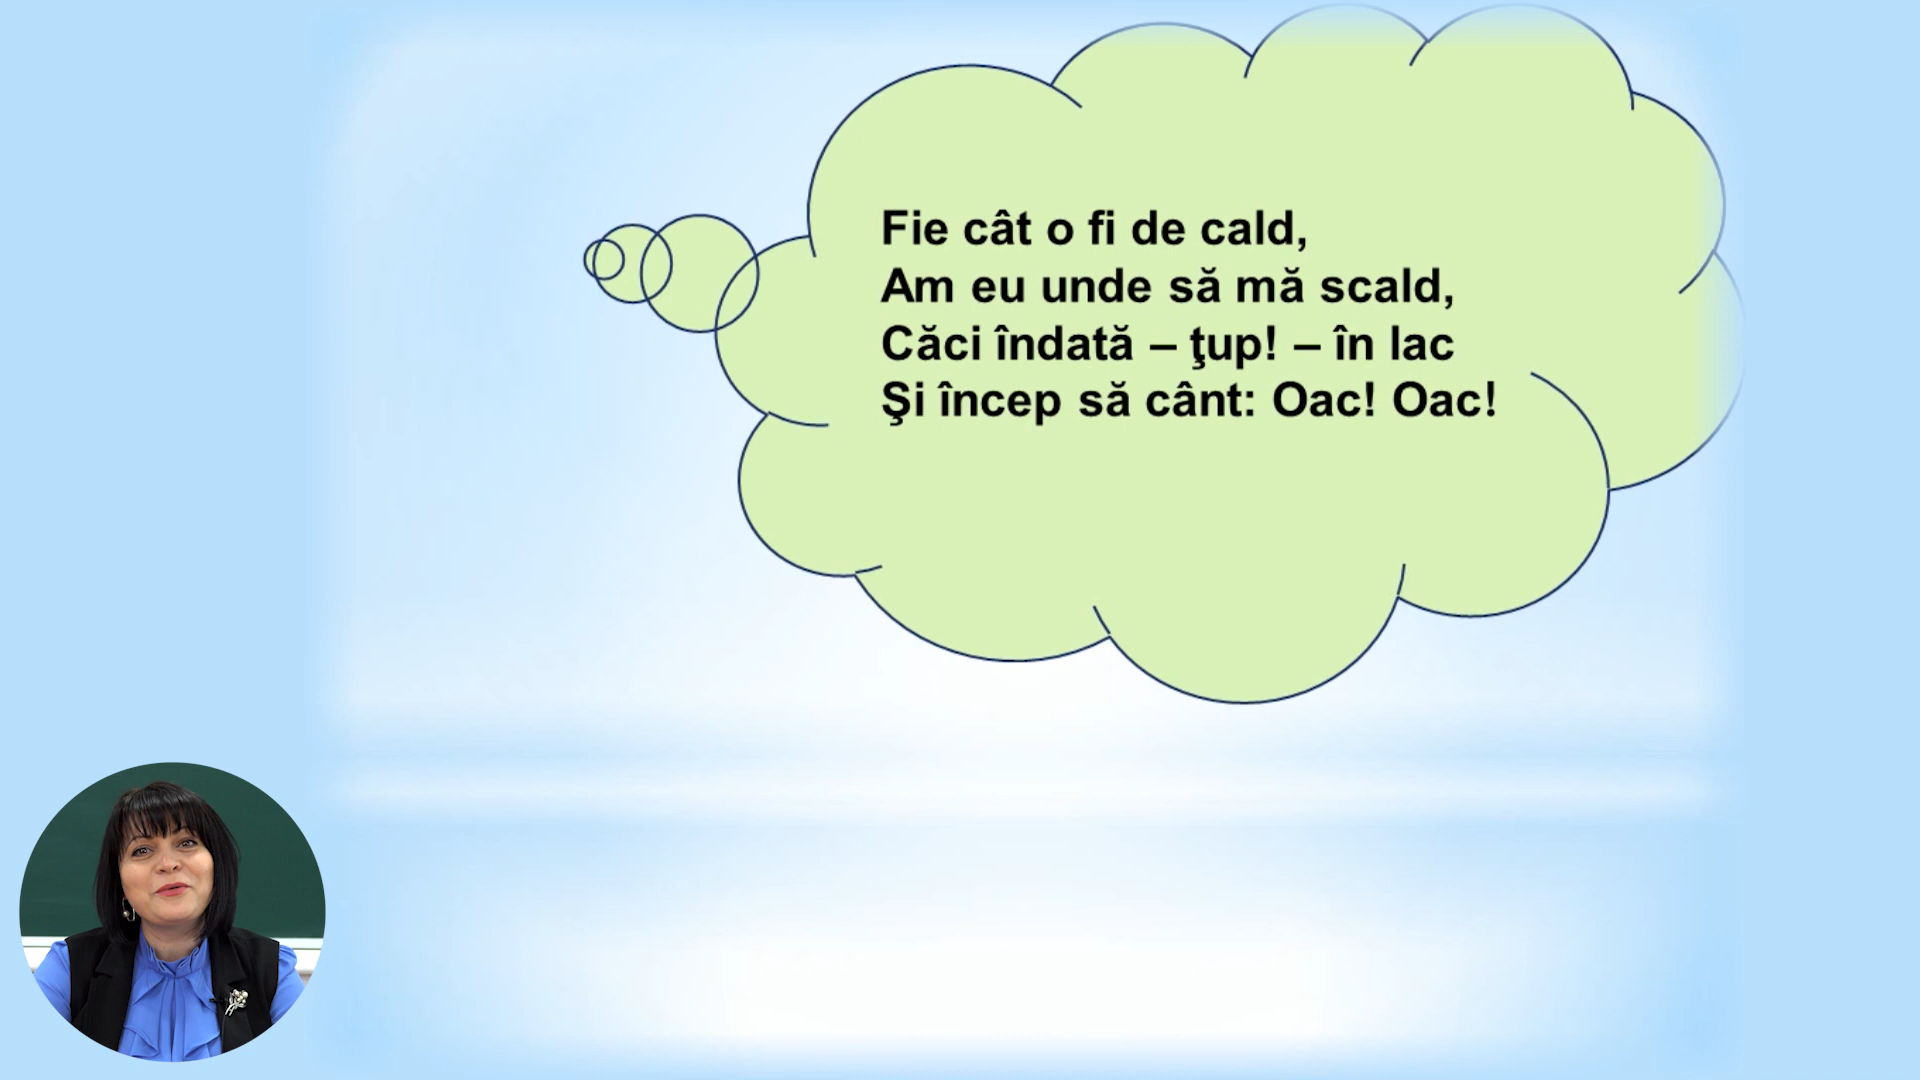 Fie cât o fi de cald,
Am eu unde să mă scald,
Căci îndată – ţup! – în lac
Şi încep să cânt: Oac! Oac!